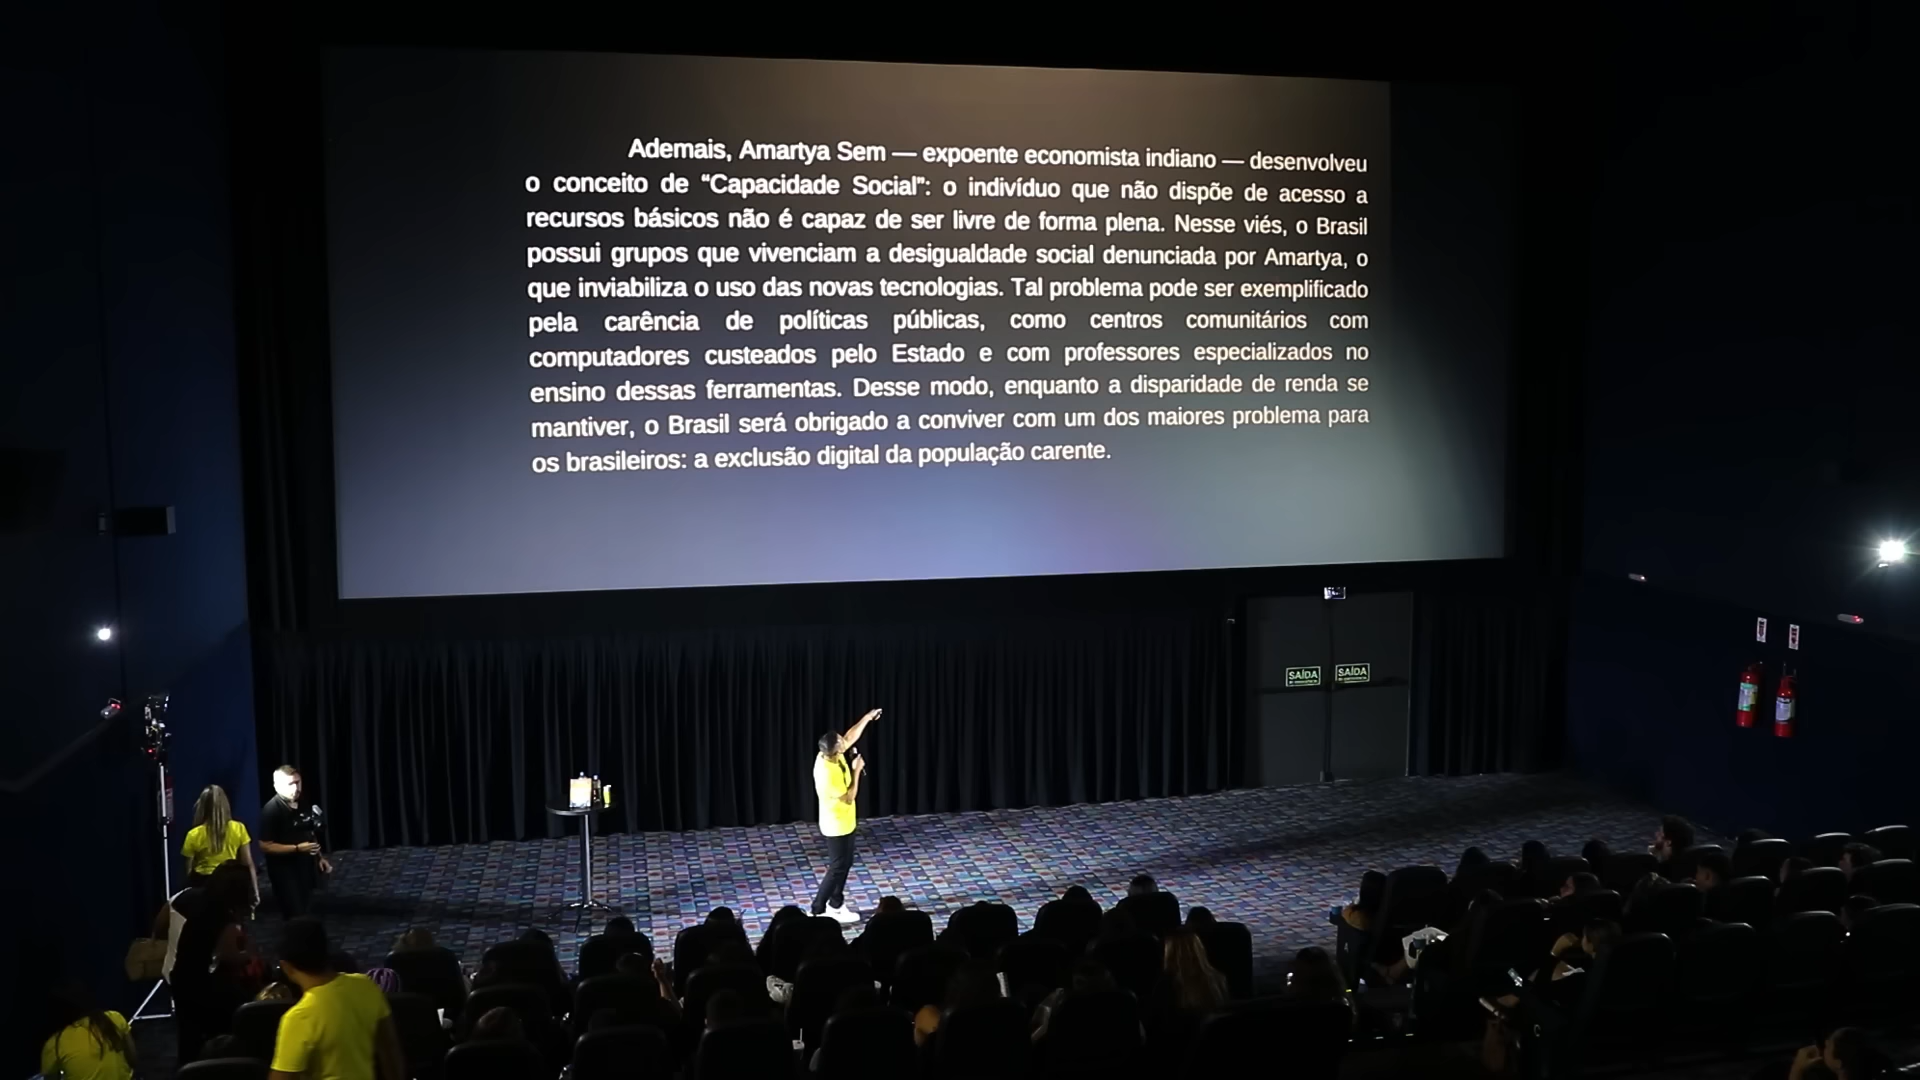 Ademais, Amartya Sem — expoente economista indiano — desenvolveu
o conceito de “Capacidade Social”: o indivíduo que não dispõe de acesso a
recursos básicos não é capaz de ser livre de forma plena. Nesse viés, o Brasil
possui grupos que vivenciam a desigualdade social denunciada por Amartya, o
que inviabiliza o uso das novas tecnologias. Tal problema pode ser exemplificado
pela carência de políticas públicas, como centros comunitários com
computadores custeados pelo Estado e com professores especializados no
ensino dessas ferramentas. Desse modo, enquanto a disparidade de renda se
mantiver, o Brasil será obrigado a conviver com um dos maiores problema para
os brasileiros: a exclusão digital da população carente.
SAÍDA
SAÍDA